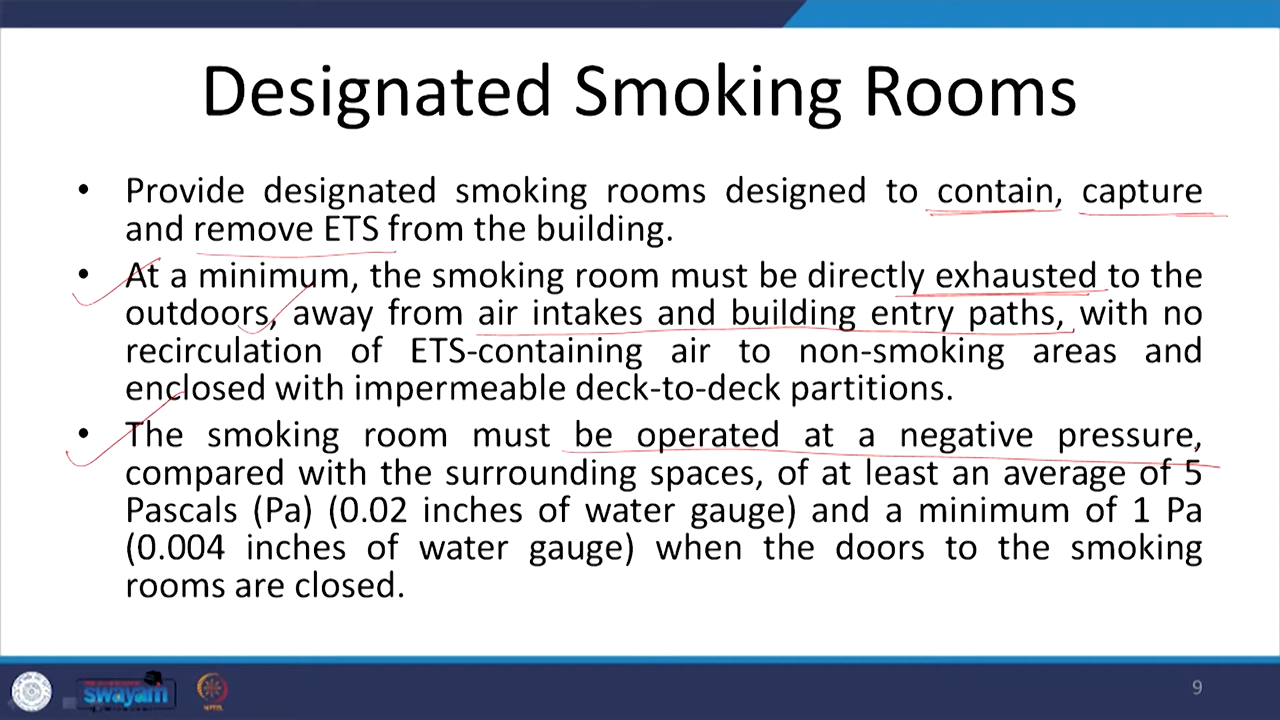 Designated Smoking Rooms
• Provide designated smoking rooms designed to contain, capture
and remove ETS from the building.
• At a minimum, the smoking room must be directly exhausted to the
outdoors, away from air intakes and building entry paths, with no
recirculation of ETS-containing air to non-smoking areas and
enclosed with impermeable deck-to-deck partitions.
• The smoking room must be operated at a negative pressure,
compared with the surrounding spaces, of at least an average of 5
Pascals (Pa) (0.02 inches of water gauge) and a minimum of 1 Pa
(0.004 inches of water gauge) when the doors to the smoking
rooms are closed.
swayam
9